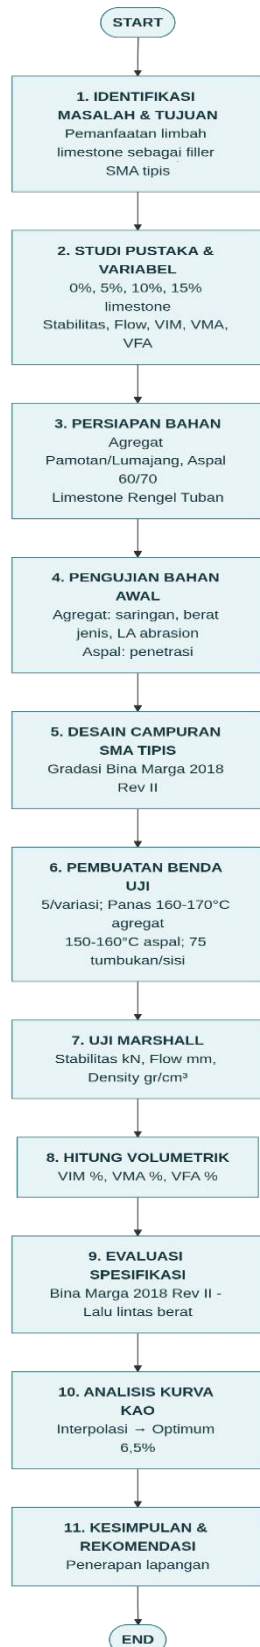 START
1. IDENTIFIKASI
MASALAH & TUJUAN
Pemanfaatan limbah
limestone sebagai filler
SMA tipis
2. STUDI PUSTAKA &
VARIABEL
0%, 5%, 10%, 15%
limestone
Stabilitas, Flow, VIM, VMA,
VFA
3. PERSIAPAN BAHAN
Agregat
Pamotan/Lumajang, Aspal
60/70
Limestone Rengel Tuban
4. PENGUJIAN BAHAN
AWAL
Agregat: saringan, berat
jenis, LA abrasion
Aspal: penetrasi
5. DESAIN CAMPURAN
SMA TIPIS
Gradasi Bina Marga 2018
Rev II
6. PEMBUATAN BENDA
UJI
5/variasi; Panas 160-170°C
agregat
150-160°C aspal; 75
tumbukan/sisi
7. UJI MARSHALL
Stabilitas kN, Flow mm,
Density gr/cm³
8. HITUNG VOLUMETRIK
VIM %, VMA %, VFA %
9. EVALUASI
SPESIFIKASI
Bina Marga 2018 Rev II -
Lalu lintas berat
10. ANALISIS KURVA
KAO
Interpolasi → Optimum
6,5%
11. KESIMPULAN &
REKOMENDASI
Penerapan lapangan
END